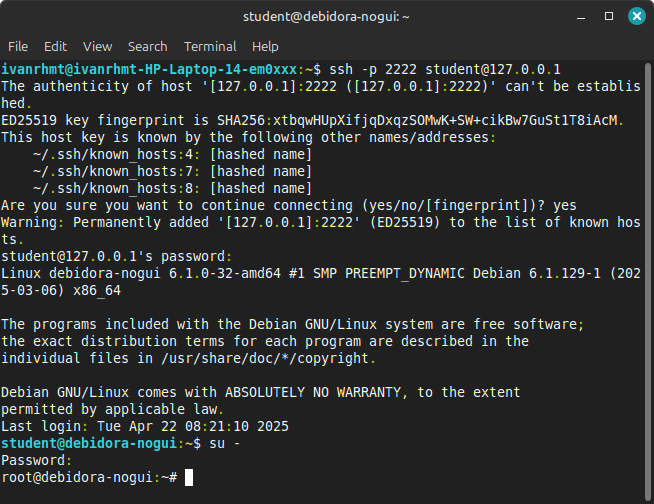 student@debidora-nogui: ~
File Edit View Search Terminal Help
ivanrhmt@ivanrhmt-HP-Laptop-14-em0xxx:~$ ssh -p 2222 student@127.0.0.1
The authenticity of host '[127.0.0.1]:2222 ([127.0.0.1]:2222)' can't be establis
hed.
ED25519 key fingerprint is SHA256:xtbqwHUpXifjqDxqzSOMwK+SW+cikBw7GuSt1T8iAcM.
This host key is known by the following other names/addresses:
    ~/.ssh/known_hosts:4: [hashed name]
    ~/.ssh/known_hosts:7: [hashed name]
    ~/.ssh/known_hosts:8: [hashed name]
Are you sure you want to continue connecting (yes/no/[fingerprint])? yes
Warning: Permanently added '[127.0.0.1]:2222' (ED25519) to the list of known hos
ts.
student@127.0.0.1's password:
Linux debidora-nogui 6.1.0-32-amd64 #1 SMP PREEMPT_DYNAMIC Debian 6.1.129-1 (202
5-03-06) x86_64

The programs included with the Debian GNU/Linux system are free software;
the exact distribution terms for each program are described in the
individual files in /usr/share/doc/*/copyright.

Debian GNU/Linux comes with ABSOLUTELY NO WARRANTY, to the extent
permitted by applicable law.
Last login: Tue Apr 22 08:21:10 2025
student@debidora-nogui:~$ su -
Password:
root@debidora-nogui:~#